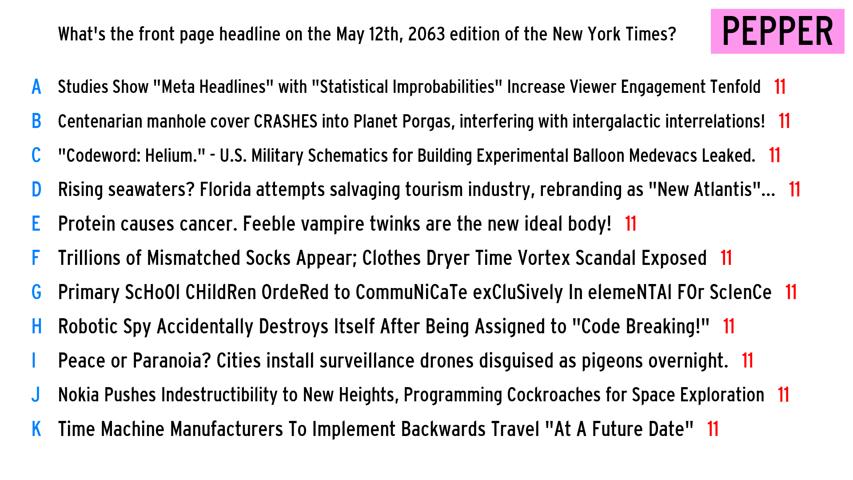 What's the front page headline on the May 12th, 2063 edition of the New York Times?
PEPPER
A Studies Show "Meta Headlines" with "Statistical Improbabilities" Increase Viewer Engagement Tenfold 11
B Centenarian manhole cover CRASHES into Planet Porgas, interfering with intergalactic interrelations! 11
C "Codeword: Helium." - U.S. Military Schematics for Building Experimental Balloon Medevacs Leaked. 11
D Rising seawaters? Florida attempts salvaging tourism industry, rebranding as "New Atlantis"... 11
E Protein causes cancer. Feeble vampire twinks are the new ideal body! 11
F Trillions of Mismatched Socks Appear; Clothes Dryer Time Vortex Scandal Exposed 11
G Primary ScHoOl CHildRen OrdeRed to CommuNiCaTe exCluSively In elemeNTAl FOr ScIenCe 11
H Robotic Spy Accidentally Destroys Itself After Being Assigned to "Code Breaking!" 11
I Peace or Paranoia? Cities install surveillance drones disguised as pigeons overnight. 11
J Nokia Pushes Indestructibility to New Heights, Programming Cockroaches for Space Exploration 11
K Time Machine Manufacturers To Implement Backwards Travel "At A Future Date" 11